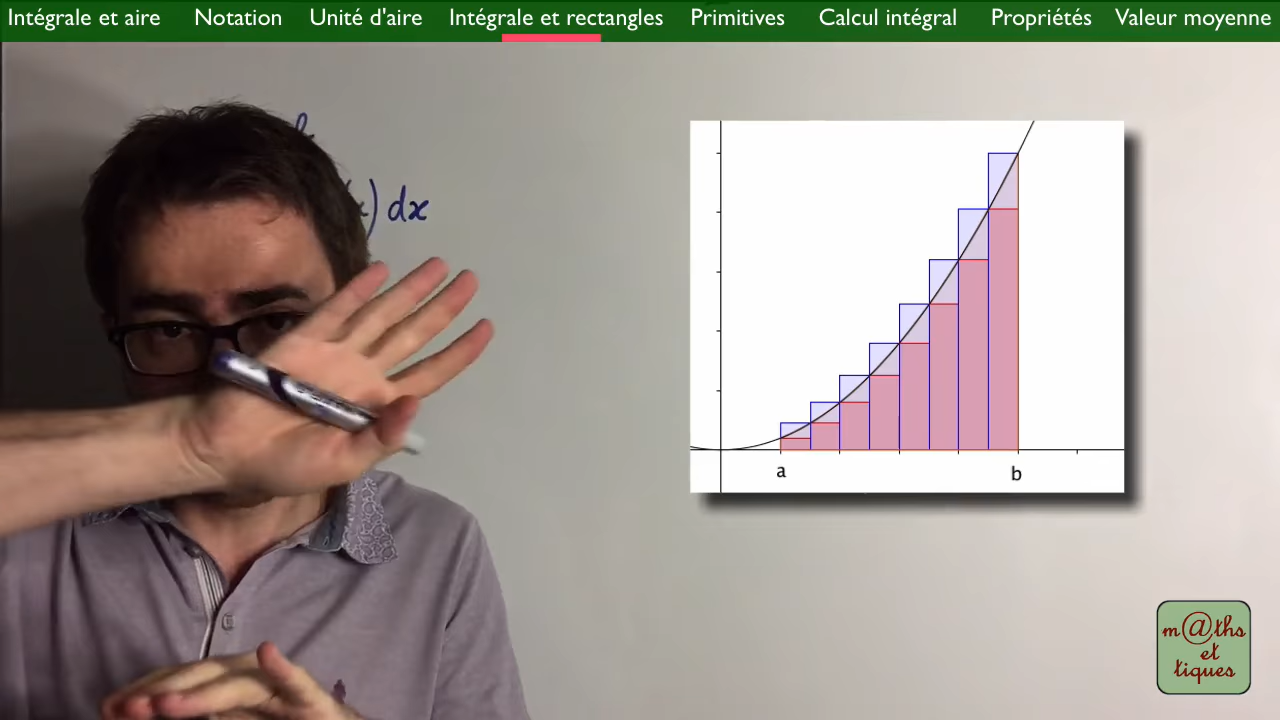 Intégrale et aire Notation Unité d'aire Intégrale et rectangles Primitives Calcul intégral Propriétés Valeur moyenne
) dx
a b
m@ths
et
tiques